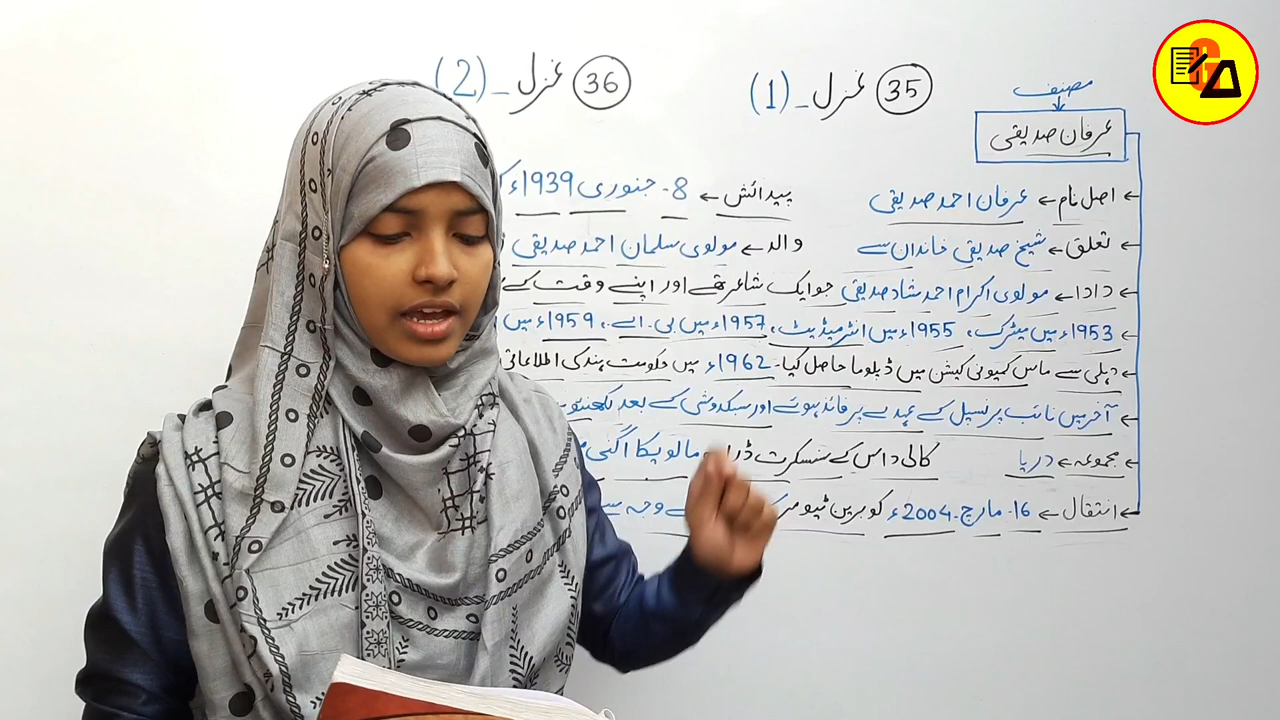 35 غزل ـ (1)
36 غزل ـ (2)
مصنف
عرفان صدیقی
اصل نام ← عرفان احمد صدیقی
پیدائش ← 8 - جنوری 1939ء
تعلق ← شیخ صدیقی خاندان سے
والد ← مولوی سلمان احمد صدیقی
دادا ← مولوی اکرام احمد شاد صدیقی جو ایک شاعر تھے اور اپنے وقت کے
1953ء میں میٹرک، 1955ء میں انٹرمیڈیٹ، 1957ء میں بی۔اے۔، 1959ء میں
دہلی سے ماس کمیونی کیشن میں ڈپلوما حاصل کیا۔ 1962ء میں حکومت ہند کی اطلاعاتی
آخر میں نائب پرنسپل کے عہدے پر فائز ہوئے اور سبکدوشی کے بعد لکھنؤ
مجموعہ ← دریا
کالی داس کے سنسکرت مالویکا اگنی
انتقال ← 16 - مارچ - 2004ء کو برین ٹیومر وجہ سے